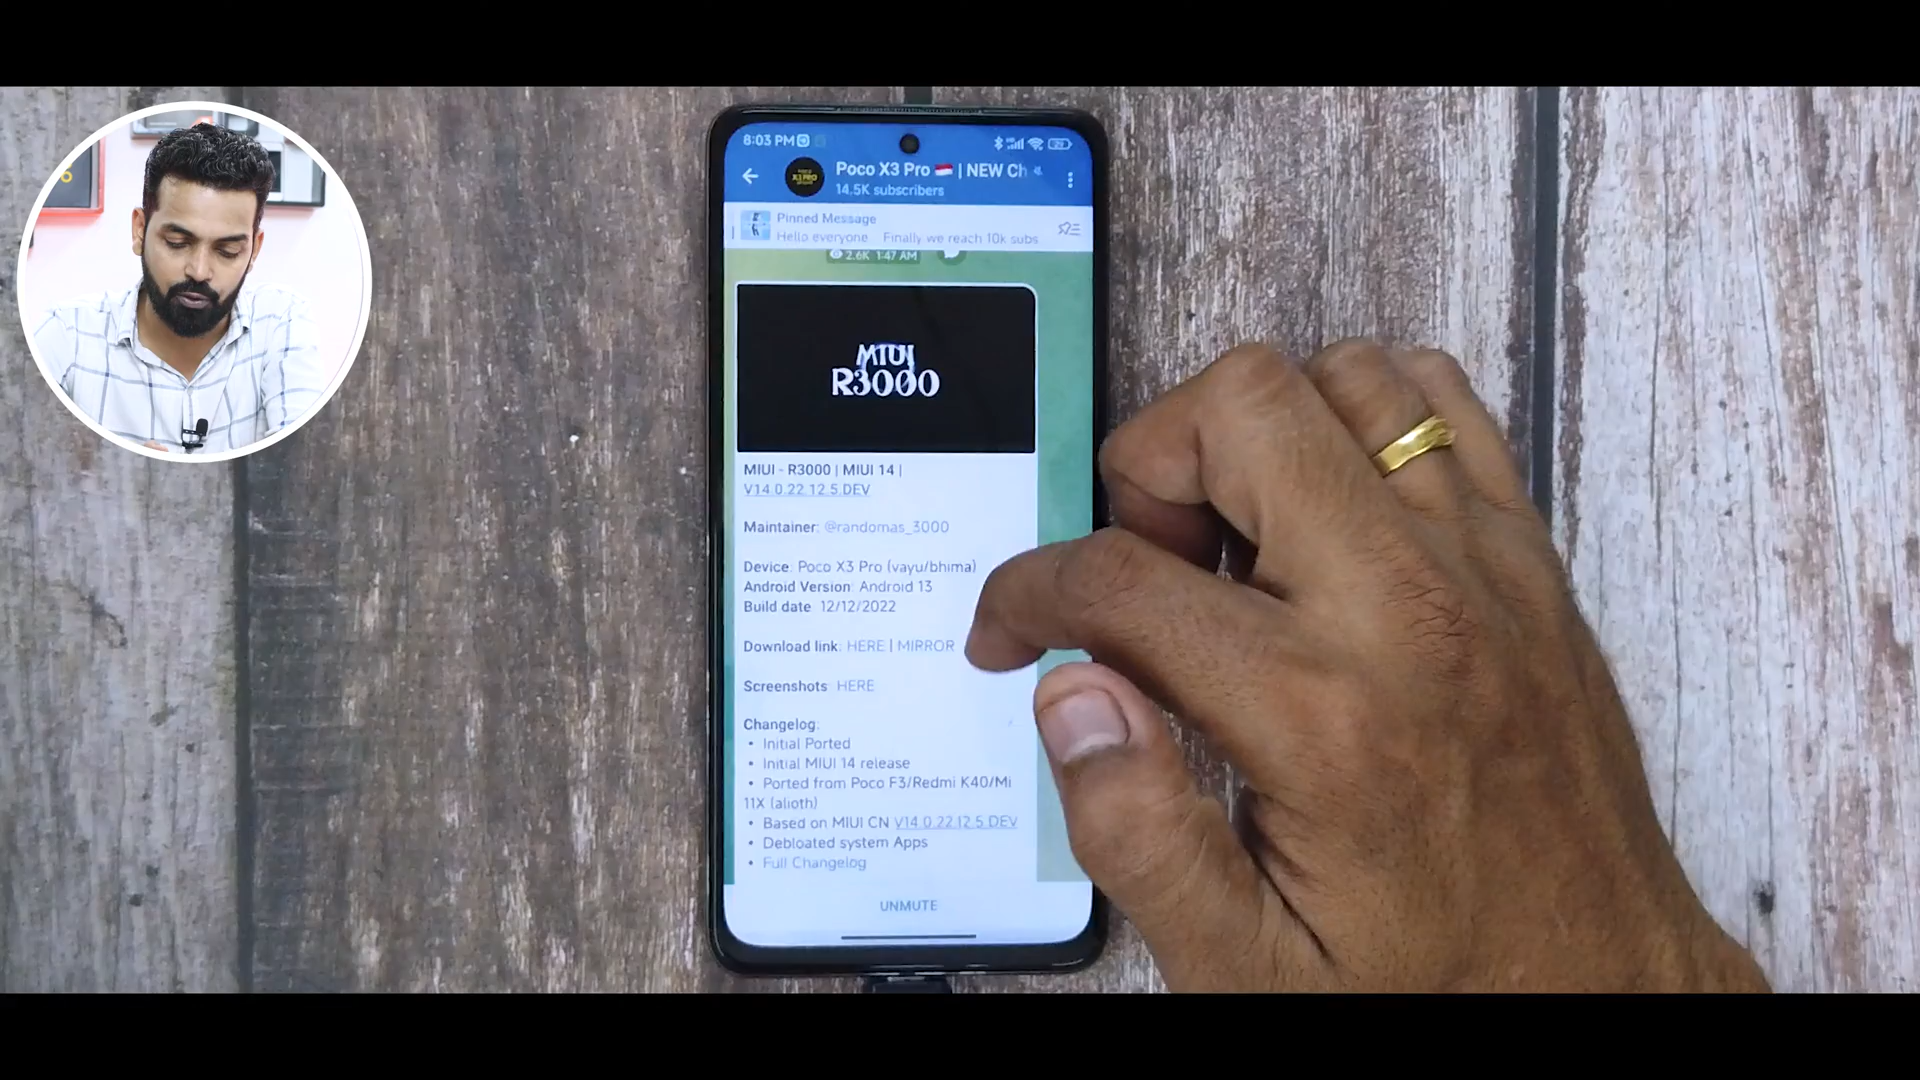 8:03 PM
Poco X3 Pro 🇮🇩 | NEW Ch
14.5K subscribers
Pinned Message
Hello everyone Finally we reach 10k subs
2.6K 1:47 AM
MIUI
R3000
MIUI - R3000 | MIUI 14 |
V14.0.22.12.5.DEV
Maintainer: @randomas_3000
Device: Poco X3 Pro (vayu/bhima)
Android Version: Android 13
Build date 12/12/2022
Download link: HERE | MIRROR
Screenshots HERE
Changelog:
• Initial Ported
• Initial MIUI 14 release
• Ported from Poco F3/Redmi K40/Mi
11X (alioth)
• Based on MIUI CN V14.0.22.12.5.DEV
• Debloated system Apps
• Full Changelog
UNMUTE